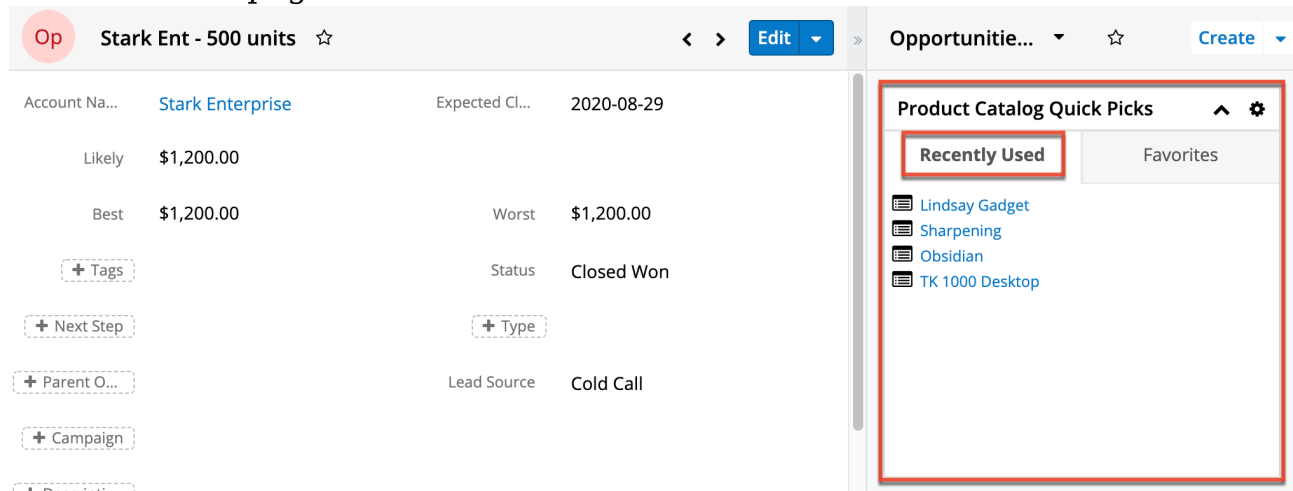 Op Stark Ent - 500 units Edit
Account Na... Stark Enterprise Expected Cl... 2020-08-29
Likely $1,200.00
Best $1,200.00 Worst $1,200.00
+ Tags Status Closed Won
+ Next Step + Type
+ Parent O... Lead Source Cold Call
+ Campaign
» Opportunitie... Create
Product Catalog Quick Picks
Recently Used Favorites
Lindsay Gadget
Sharpening
Obsidian
TK 1000 Desktop